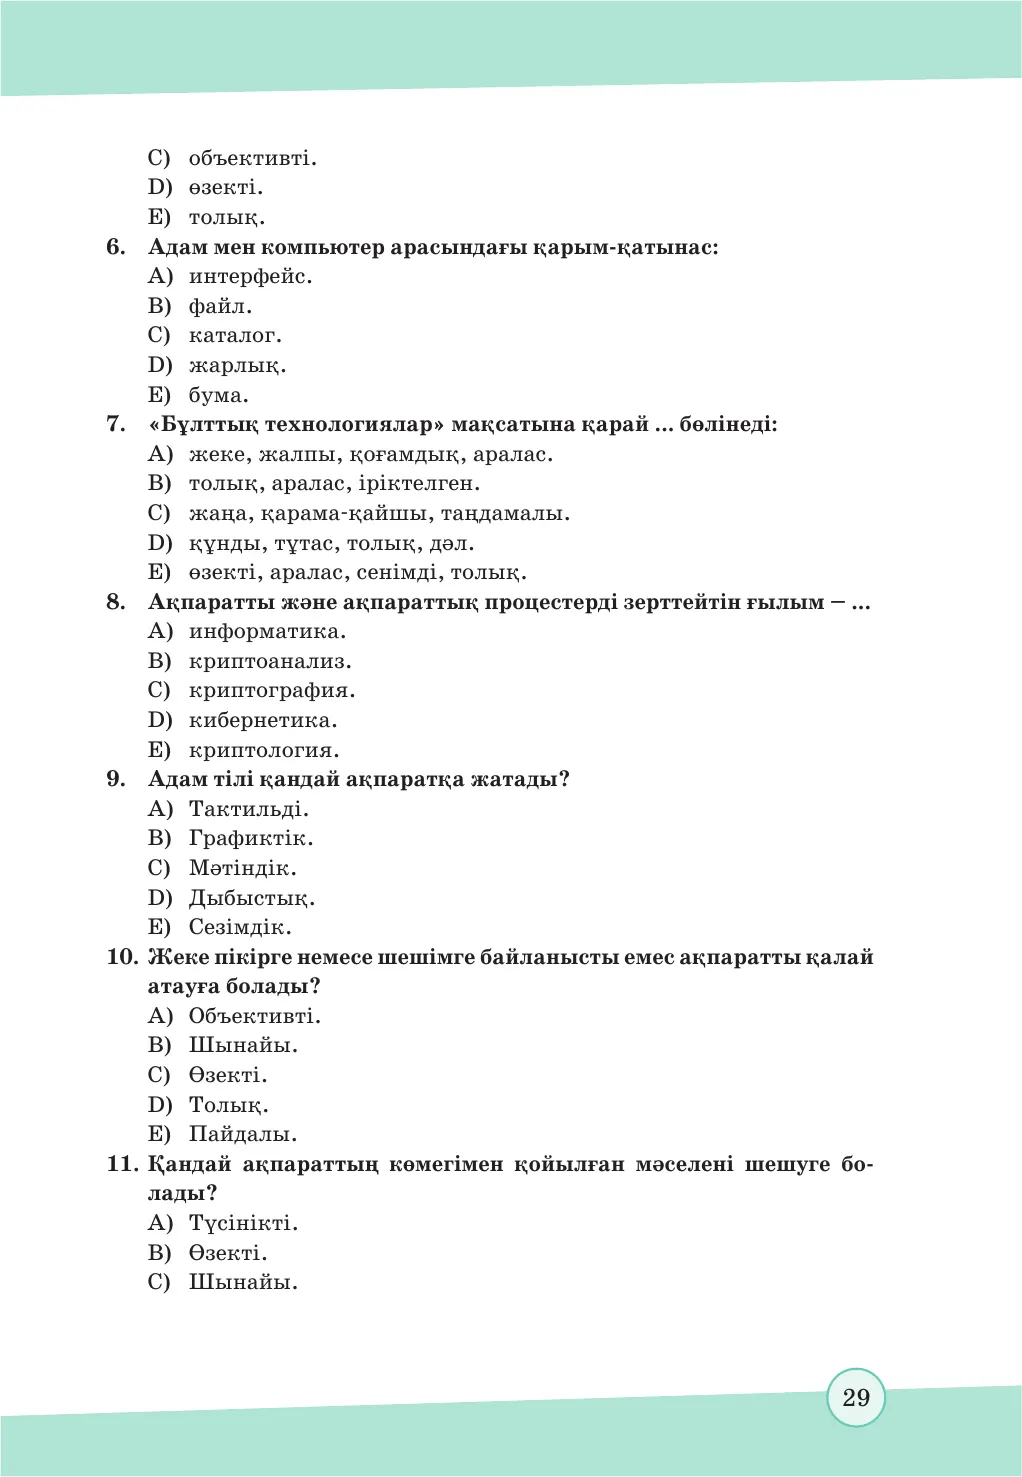 C) объективті.
D) өзекті.
E) толық.
6. Адам мен компьютер арасындағы қарым-қатынас:
A) интерфейс.
B) файл.
C) каталог.
D) жарлық.
E) бума.
7. «Бұлттық технологиялар» мақсатына қарай ... бөлінеді:
A) жеке, жалпы, қоғамдық, аралас.
B) толық, аралас, іріктелген.
C) жаңа, қарама-қайшы, таңдамалы.
D) құнды, тұтас, толық, дәл.
E) өзекті, аралас, сенімді, толық.
8. Ақпаратты және ақпараттық процестерді зерттейтін ғылым – ...
A) информатика.
B) криптоанализ.
C) криптография.
D) кибернетика.
E) криптология.
9. Адам тілі қандай ақпаратқа жатады?
A) Тактильді.
B) Графиктік.
C) Мәтіндік.
D) Дыбыстық.
E) Сезімдік.
10. Жеке пікірге немесе шешімге байланысты емес ақпаратты қалай
атауға болады?
A) Объективті.
B) Шынайы.
C) Өзекті.
D) Толық.
E) Пайдалы.
11. Қандай ақпараттың көмегімен қойылған мәселені шешуге бо-
лады?
A) Түсінікті.
B) Өзекті.
C) Шынайы.
29